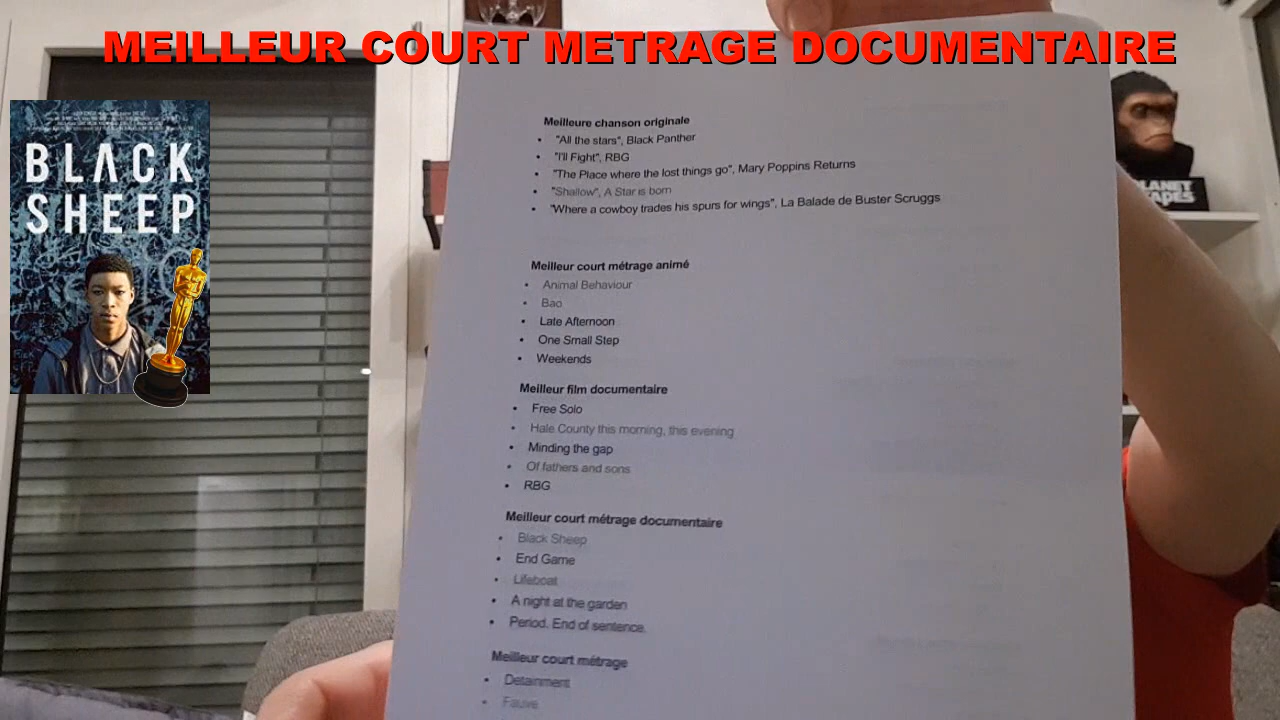 MEILLEUR COURT METRAGE DOCUMENTAIRE
BLACK
SHEEP
PLANET
APES
Meilleure chanson originale
• "All the stars", Black Panther
• "I'll Fight", RBG
• "The Place where the lost things go", Mary Poppins Returns
• "Shallow", A Star is born
• "Where a cowboy trades his spurs for wings", La Balade de Buster Scruggs
Meilleur court métrage animé
• Animal Behaviour
• Bao
• Late Afternoon
• One Small Step
• Weekends
Meilleur film documentaire
• Free Solo
• Hale County this morning, this evening
• Minding the gap
• Of fathers and sons
• RBG
Meilleur court métrage documentaire
• Black Sheep
• End Game
• Lifeboat
• A night at the garden
• Period. End of sentence.
Meilleur court métrage
• Detainment
• Fauve